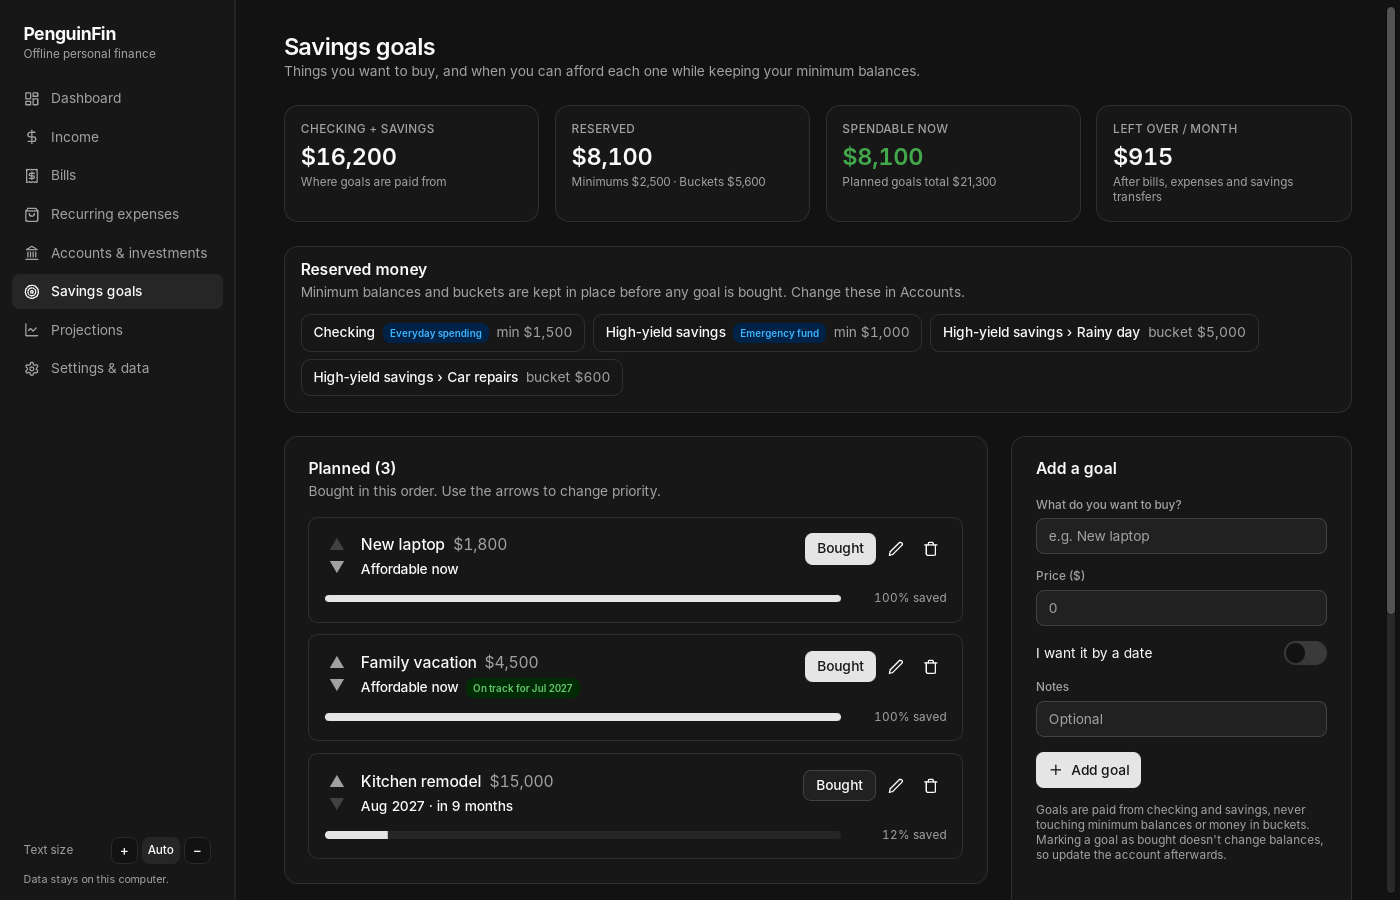 PenguinFin
Offline personal finance
Dashboard
Income
Bills
Recurring expenses
Accounts & investments
Savings goals
Projections
Settings & data
Text size
+
Auto
−
Data stays on this computer.
Savings goals
Things you want to buy, and when you can afford each one while keeping your minimum balances.
CHECKING + SAVINGS
$16,200
Where goals are paid from
RESERVED
$8,100
Minimums $2,500 · Buckets $5,600
SPENDABLE NOW
$8,100
Planned goals total $21,300
LEFT OVER / MONTH
$915
After bills, expenses and savings
transfers
Reserved money
Minimum balances and buckets are kept in place before any goal is bought. Change these in Accounts.
Checking Everyday spending min $1,500
High-yield savings Emergency fund min $1,000
High-yield savings › Rainy day bucket $5,000
High-yield savings › Car repairs bucket $600
Planned (3)
Bought in this order. Use the arrows to change priority.
New laptop $1,800
Affordable now
Bought
100% saved
Family vacation $4,500
Affordable now On track for Jul 2027
Bought
100% saved
Kitchen remodel $15,000
Aug 2027 · in 9 months
Bought
12% saved
Add a goal
What do you want to buy?
e.g. New laptop
Price ($)
0
I want it by a date
Notes
Optional
+ Add goal
Goals are paid from checking and savings, never
touching minimum balances or money in buckets.
Marking a goal as bought doesn't change balances,
so update the account afterwards.